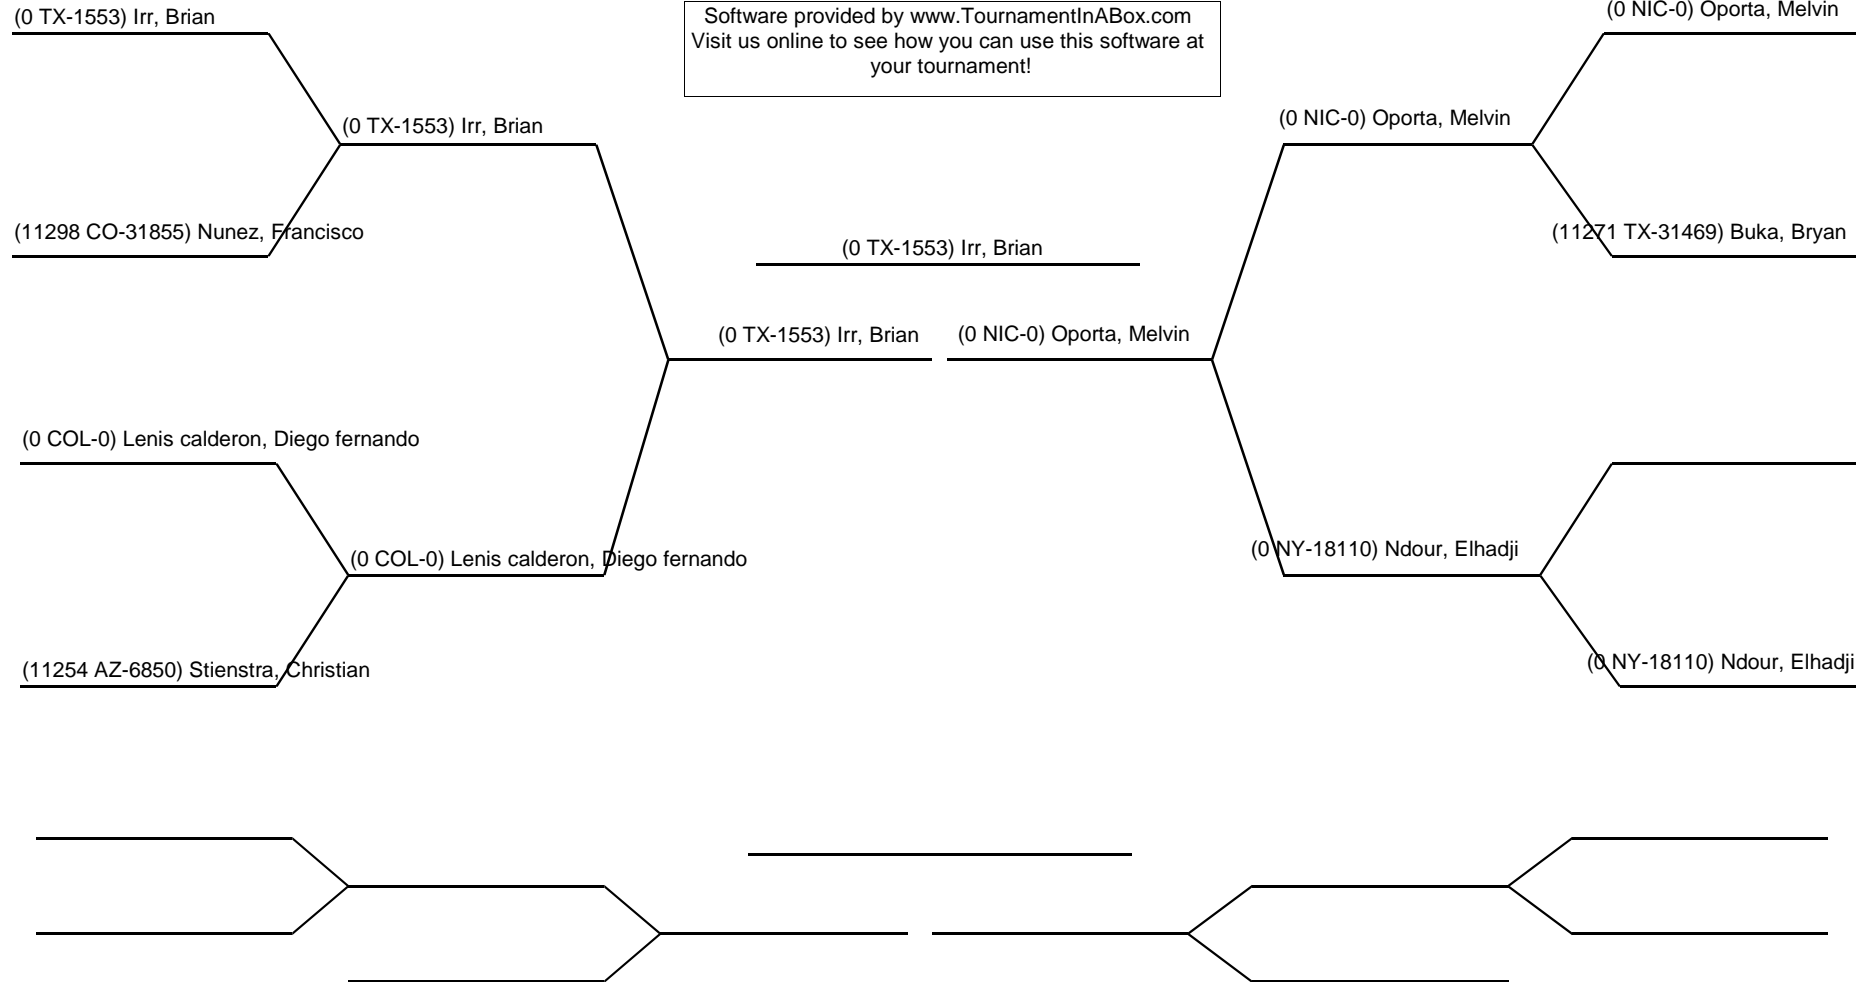 (0 TX-1553) Irr, Brian
Software provided by www.TournamentInABox.com
Visit us online to see how you can use this software at
your tournament!
(0 NIC-0) Oporta, Melvin
(0 TX-1553) Irr, Brian
(0 NIC-0) Oporta, Melvin
(11298 CO-31855) Nunez, Francisco
(11271 TX-31469) Buka, Bryan
(0 TX-1553) Irr, Brian
(0 TX-1553) Irr, Brian
(0 NIC-0) Oporta, Melvin
(0 COL-0) Lenis calderon, Diego fernando
(0 COL-0) Lenis calderon, Diego fernando
(0 NY-18110) Ndour, Elhadji
(11254 AZ-6850) Stienstra, Christian
(0 NY-18110) Ndour, Elhadji